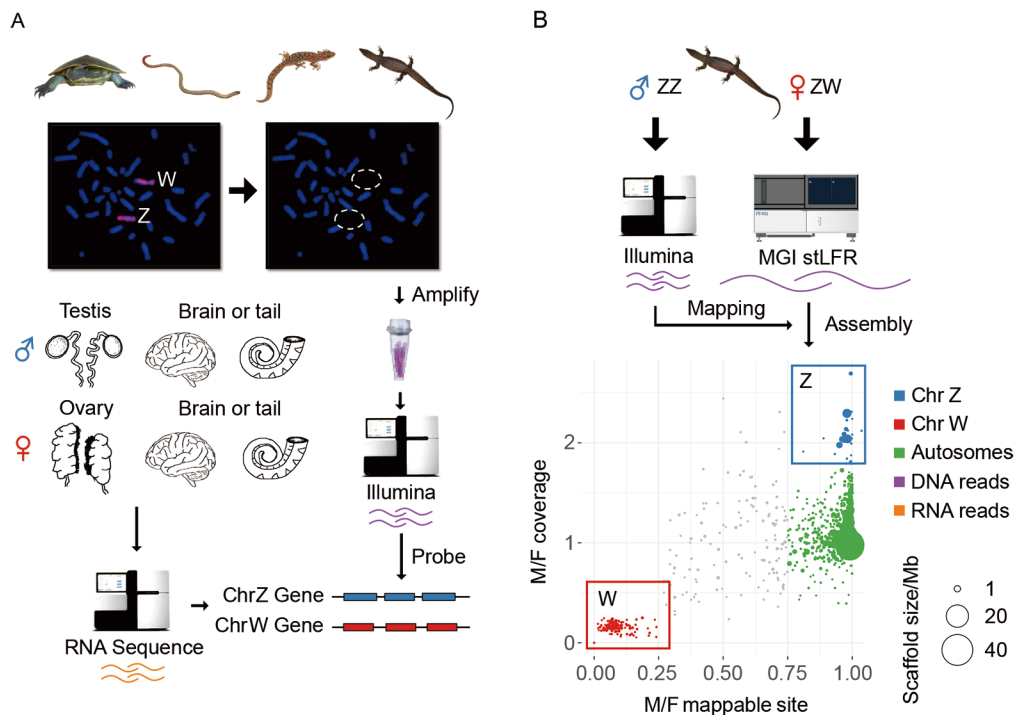 A
W
Z
Amplify
Testis
Brain or tail
♂
Ovary
Brain or tail
♀
Illumina
Probe
ChrZ Gene
ChrW Gene
RNA Sequence
B
♂ ZZ
♀ ZW
Illumina
MGI stLFR
Mapping
Assembly
Z
W
M/F coverage
2
1
0
0.00 0.25 0.50 0.75 1.00
M/F mappable site
Chr Z
Chr W
Autosomes
DNA reads
RNA reads
Scaffold size/Mb
1
20
40